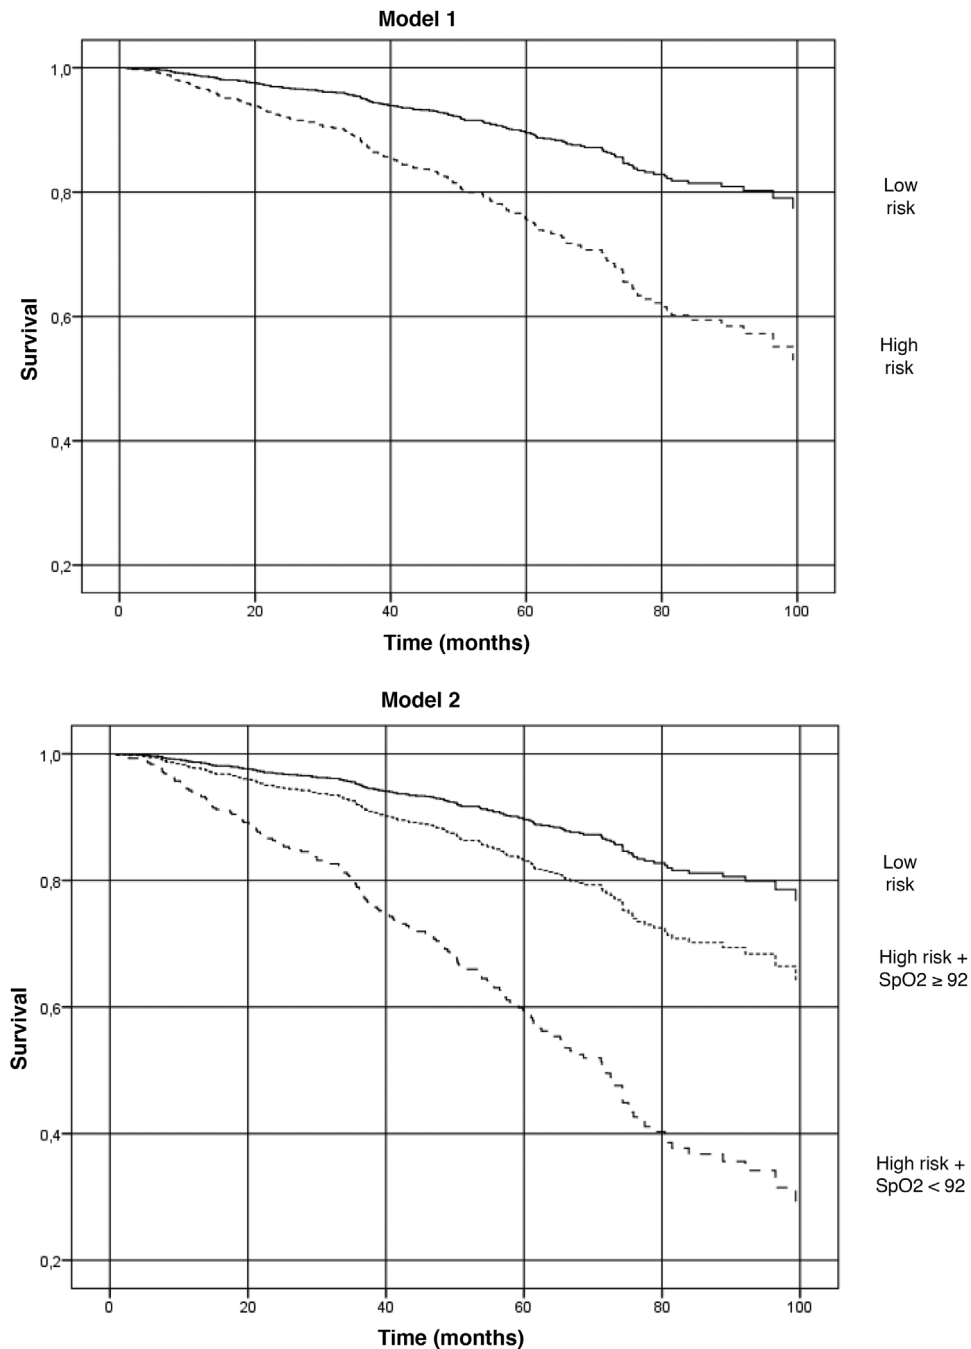 Model 1
1,0
0,8
0,6
0,4
0,2
Survival
0 20 40 60 80 100
Time (months)
Low
risk
High
risk
Model 2
1,0
0,8
0,6
0,4
0,2
Survival
0 20 40 60 80 100
Time (months)
Low
risk
High risk +
SpO2 ≥ 92
High risk +
SpO2 < 92